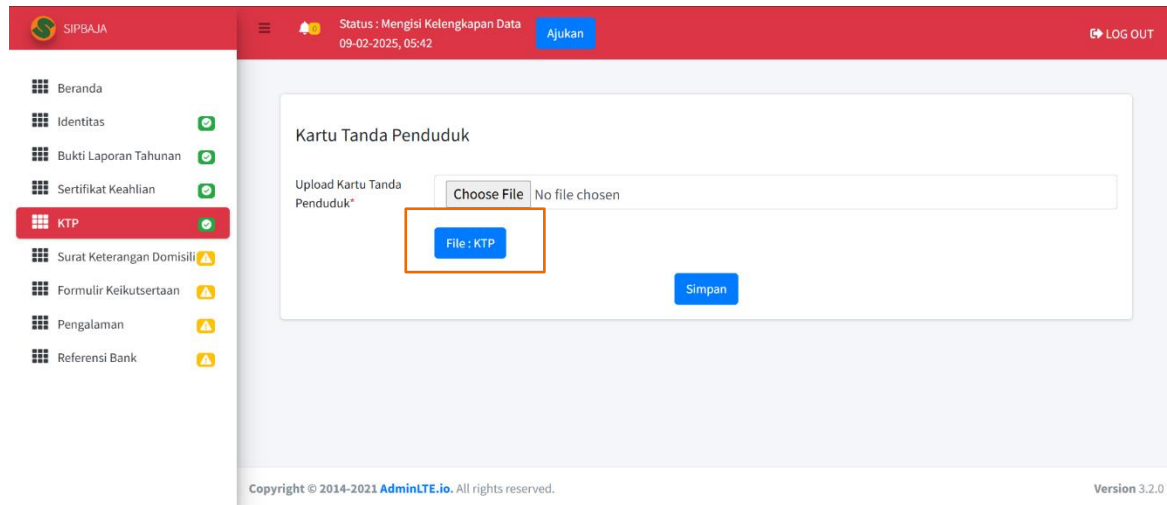 SIPBAJA
0
Status : Mengisi Kelengkapan Data
09-02-2025, 05:42
Ajukan
LOG OUT
Beranda
Identitas
Bukti Laporan Tahunan
Sertifikat Keahlian
KTP
Surat Keterangan Domisili
Formulir Keikutsertaan
Pengalaman
Referensi Bank
Kartu Tanda Penduduk
Upload Kartu Tanda
Penduduk*
Choose File No file chosen
File : KTP
Simpan
Copyright © 2014-2021 AdminLTE.io. All rights reserved.
Version 3.2.0